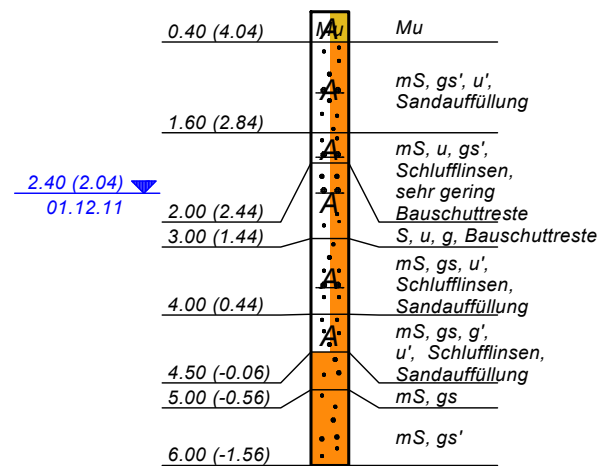 0.40 (4.04)
Mu
Mu
A
mS, gs', u',
Sandauffüllung
A
1.60 (2.84)
mS, u, gs',
Schlufflinsen,
sehr gering
Bauschuttreste
A
2.40 (2.04)
01.12.11
A
2.00 (2.44)
3.00 (1.44)
S, u, g, Bauschuttreste
mS, gs, u',
Schlufflinsen,
Sandauffüllung
A
4.00 (0.44)
mS, gs, g',
u', Schlufflinsen,
Sandauffüllung
A
4.50 (-0.06)
5.00 (-0.56)
mS, gs
mS, gs'
6.00 (-1.56)